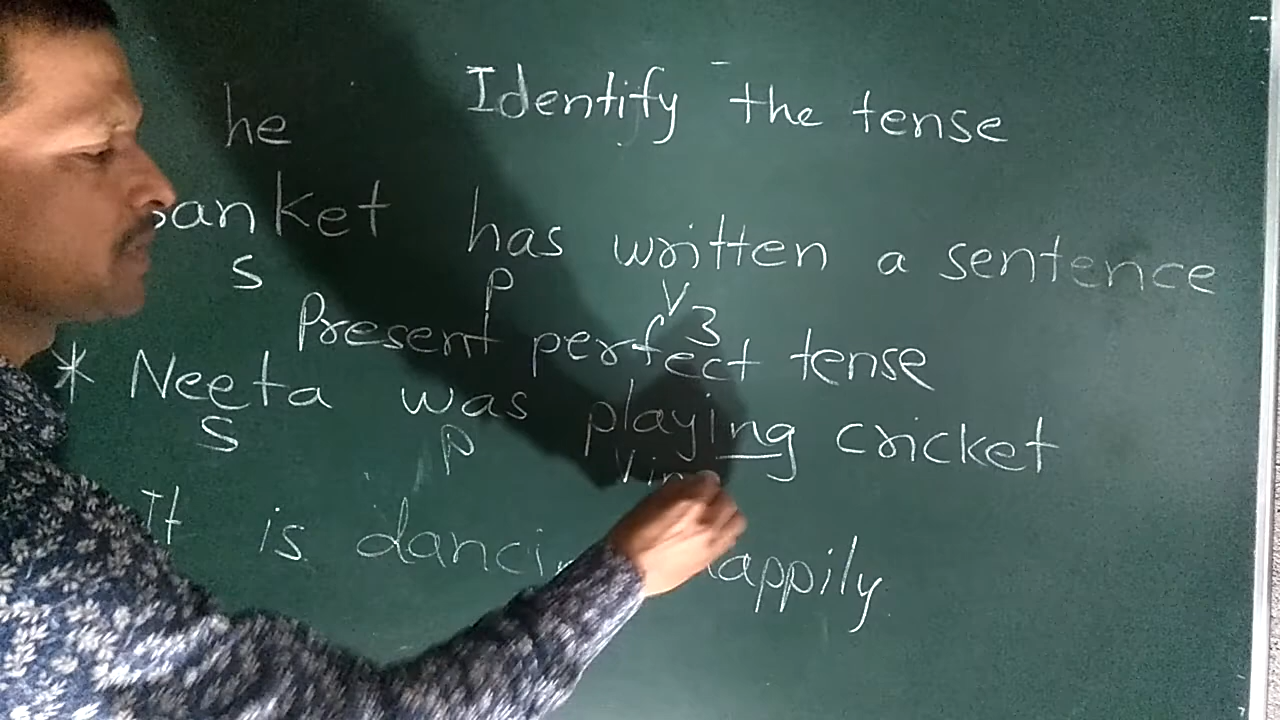 Identify the tense
he
Sanket has written a sentence
S P V3
Present perfect tense
* Neeta was playing cricket
S P Ving
It is dancing happily